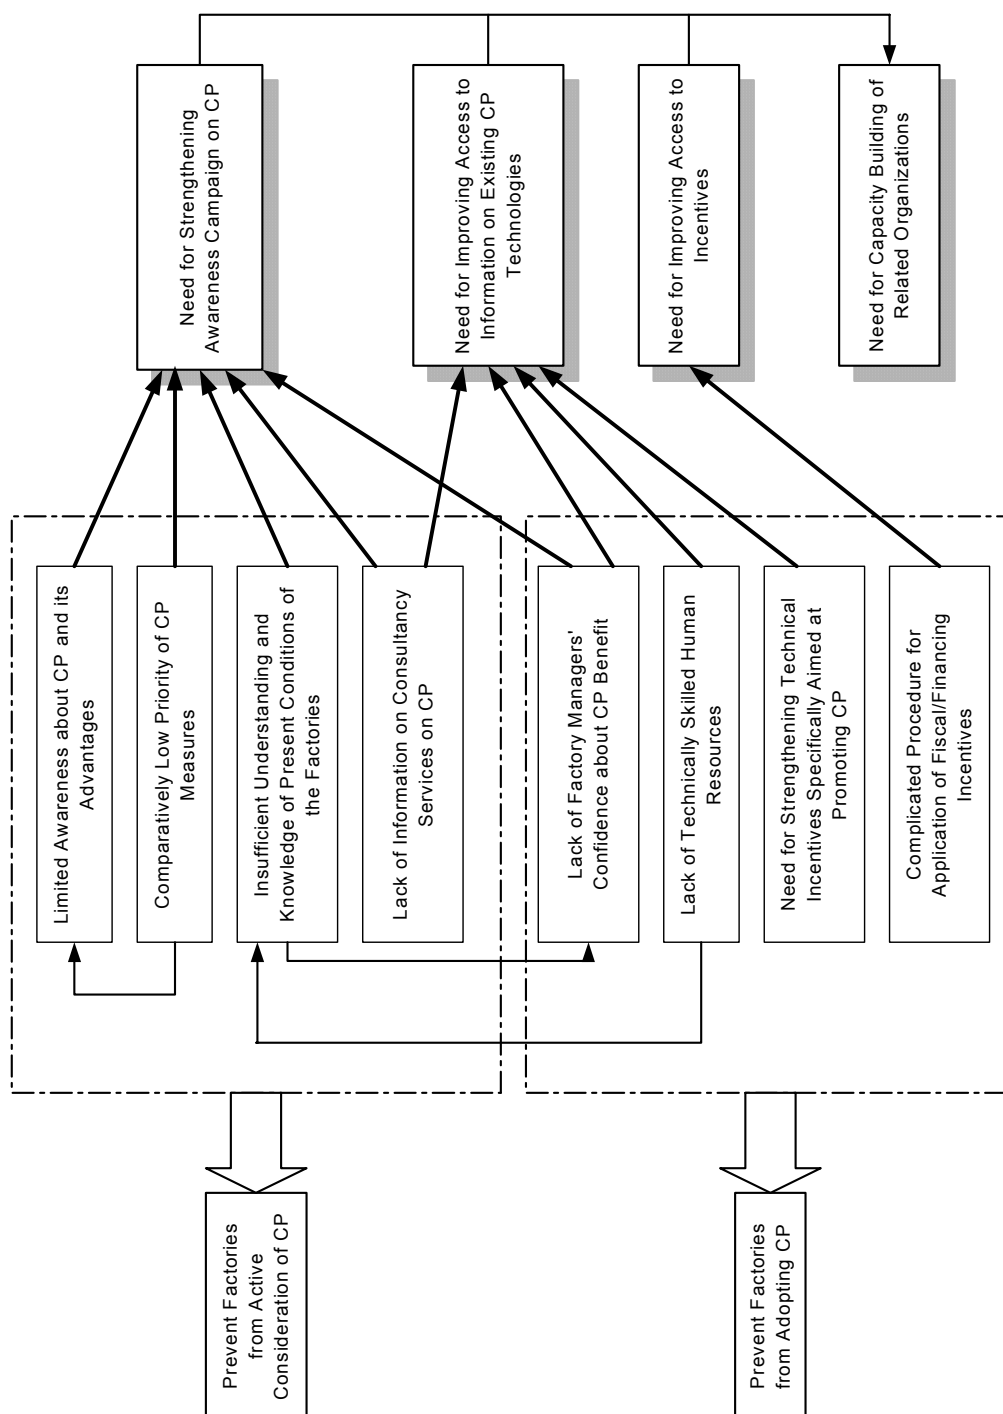 Prevent Factories
from Active
Consideration of CP
Prevent Factories
from Adopting CP
Limited Awareness about CP and its
Advantages
Comparatively Low Priority of CP
Measures
Insufficient Understanding and
Knowledge of Present Conditions of
the Factories
Lack of Information on Consultancy
Services on CP
Lack of Factory Managers'
Confidence about CP Benefit
Lack of Technically Skilled Human
Resources
Need for Strengthening Technical
Incentives Specifically Aimed at
Promoting CP
Complicated Procedure for
Application of Fiscal/Financing
Incentives
Need for Strengthening
Awareness Campaign on CP
Need for Improving Access to
Information on Existing CP
Technologies
Need for Improving Access to
Incentives
Need for Capacity Building of
Related Organizations